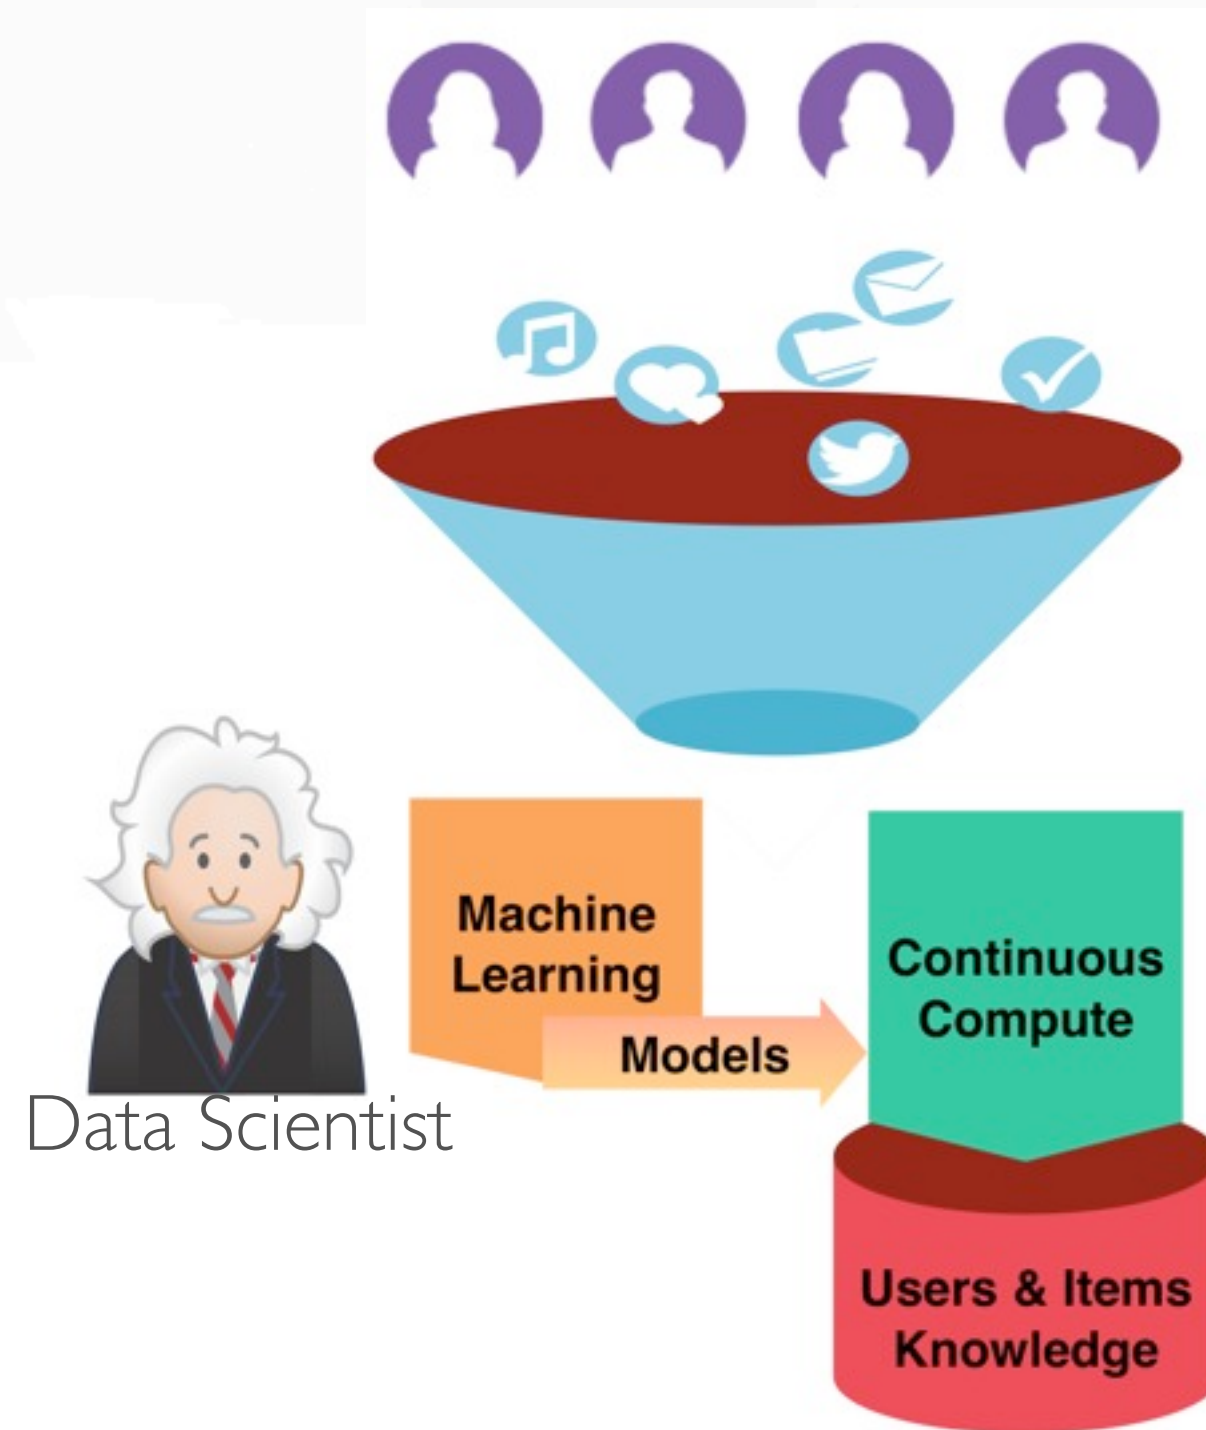 Machine
Learning
Continuous
Compute
Models
Data Scientist
Users & Items
Knowledge